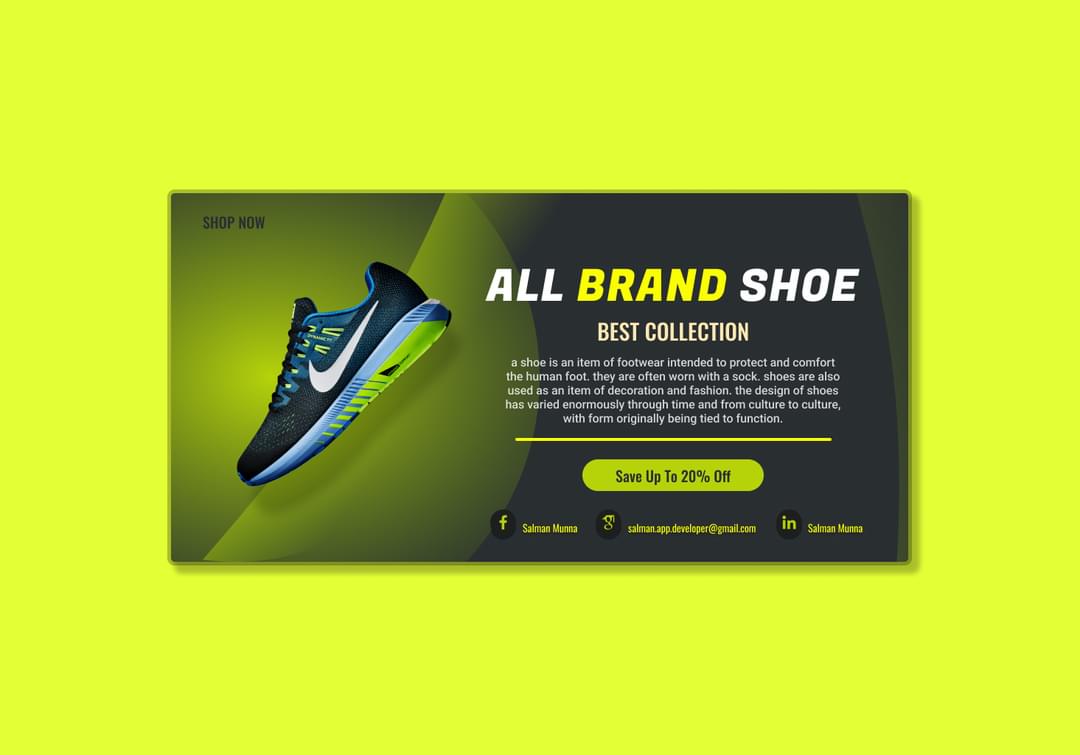 SHOP NOW
ALL BRAND SHOE
BEST COLLECTION
a shoe is an item of footwear intended to protect and comfort
the human foot. they are often worn with a sock. shoes are also
used as an item of decoration and fashion. the design of shoes
has varied enormously through time and from culture to culture,
with form originally being tied to function.
Save Up To 20% Off
f Salman Munna
g salman.app.developer@gmail.com
in Salman Munna
DYNAMIC FIT